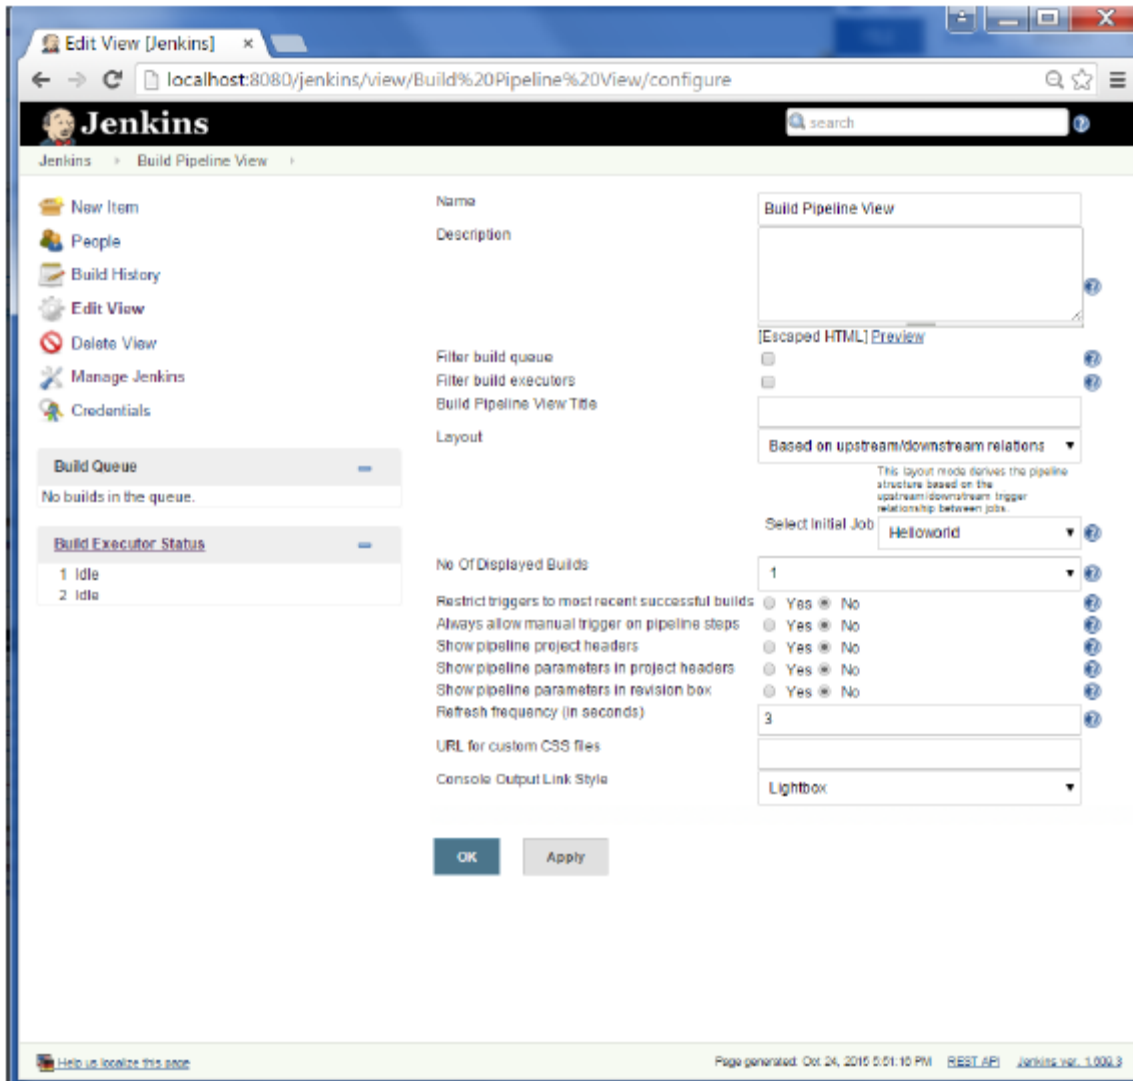 Edit View [Jenkins]
localhost:8080/jenkins/view/Build%20Pipeline%20View/configure
Jenkins
search
Jenkins
Build Pipeline View
New Item
People
Build History
Edit View
Delete View
Manage Jenkins
Credentials
Build Queue
No builds in the queue.
Build Executor Status
1 Idle
2 Idle
Name
Build Pipeline View
Description
[Escaped HTML] Preview
Filter build queue
Filter build executors
Build Pipeline View Title
Layout
Based on upstream/downstream relations
This layout mode derives the pipeline
structure based on the
upstream/downstream trigger
relationship between jobs.
Select Initial Job
Helloworld
No Of Displayed Builds
1
Restrict triggers to most recent successful builds Yes No
Always allow manual trigger on pipeline steps Yes No
Show pipeline project headers Yes No
Show pipeline parameters in project headers Yes No
Show pipeline parameters in revision box Yes No
Refresh frequency (in seconds)
3
URL for custom CSS files
Console Output Link Style
Lightbox
OK
Apply
Help us localize this page
Page generated: Oct 24, 2015 5:51:16 PM
REST API
Jenkins ver. 1.609.3